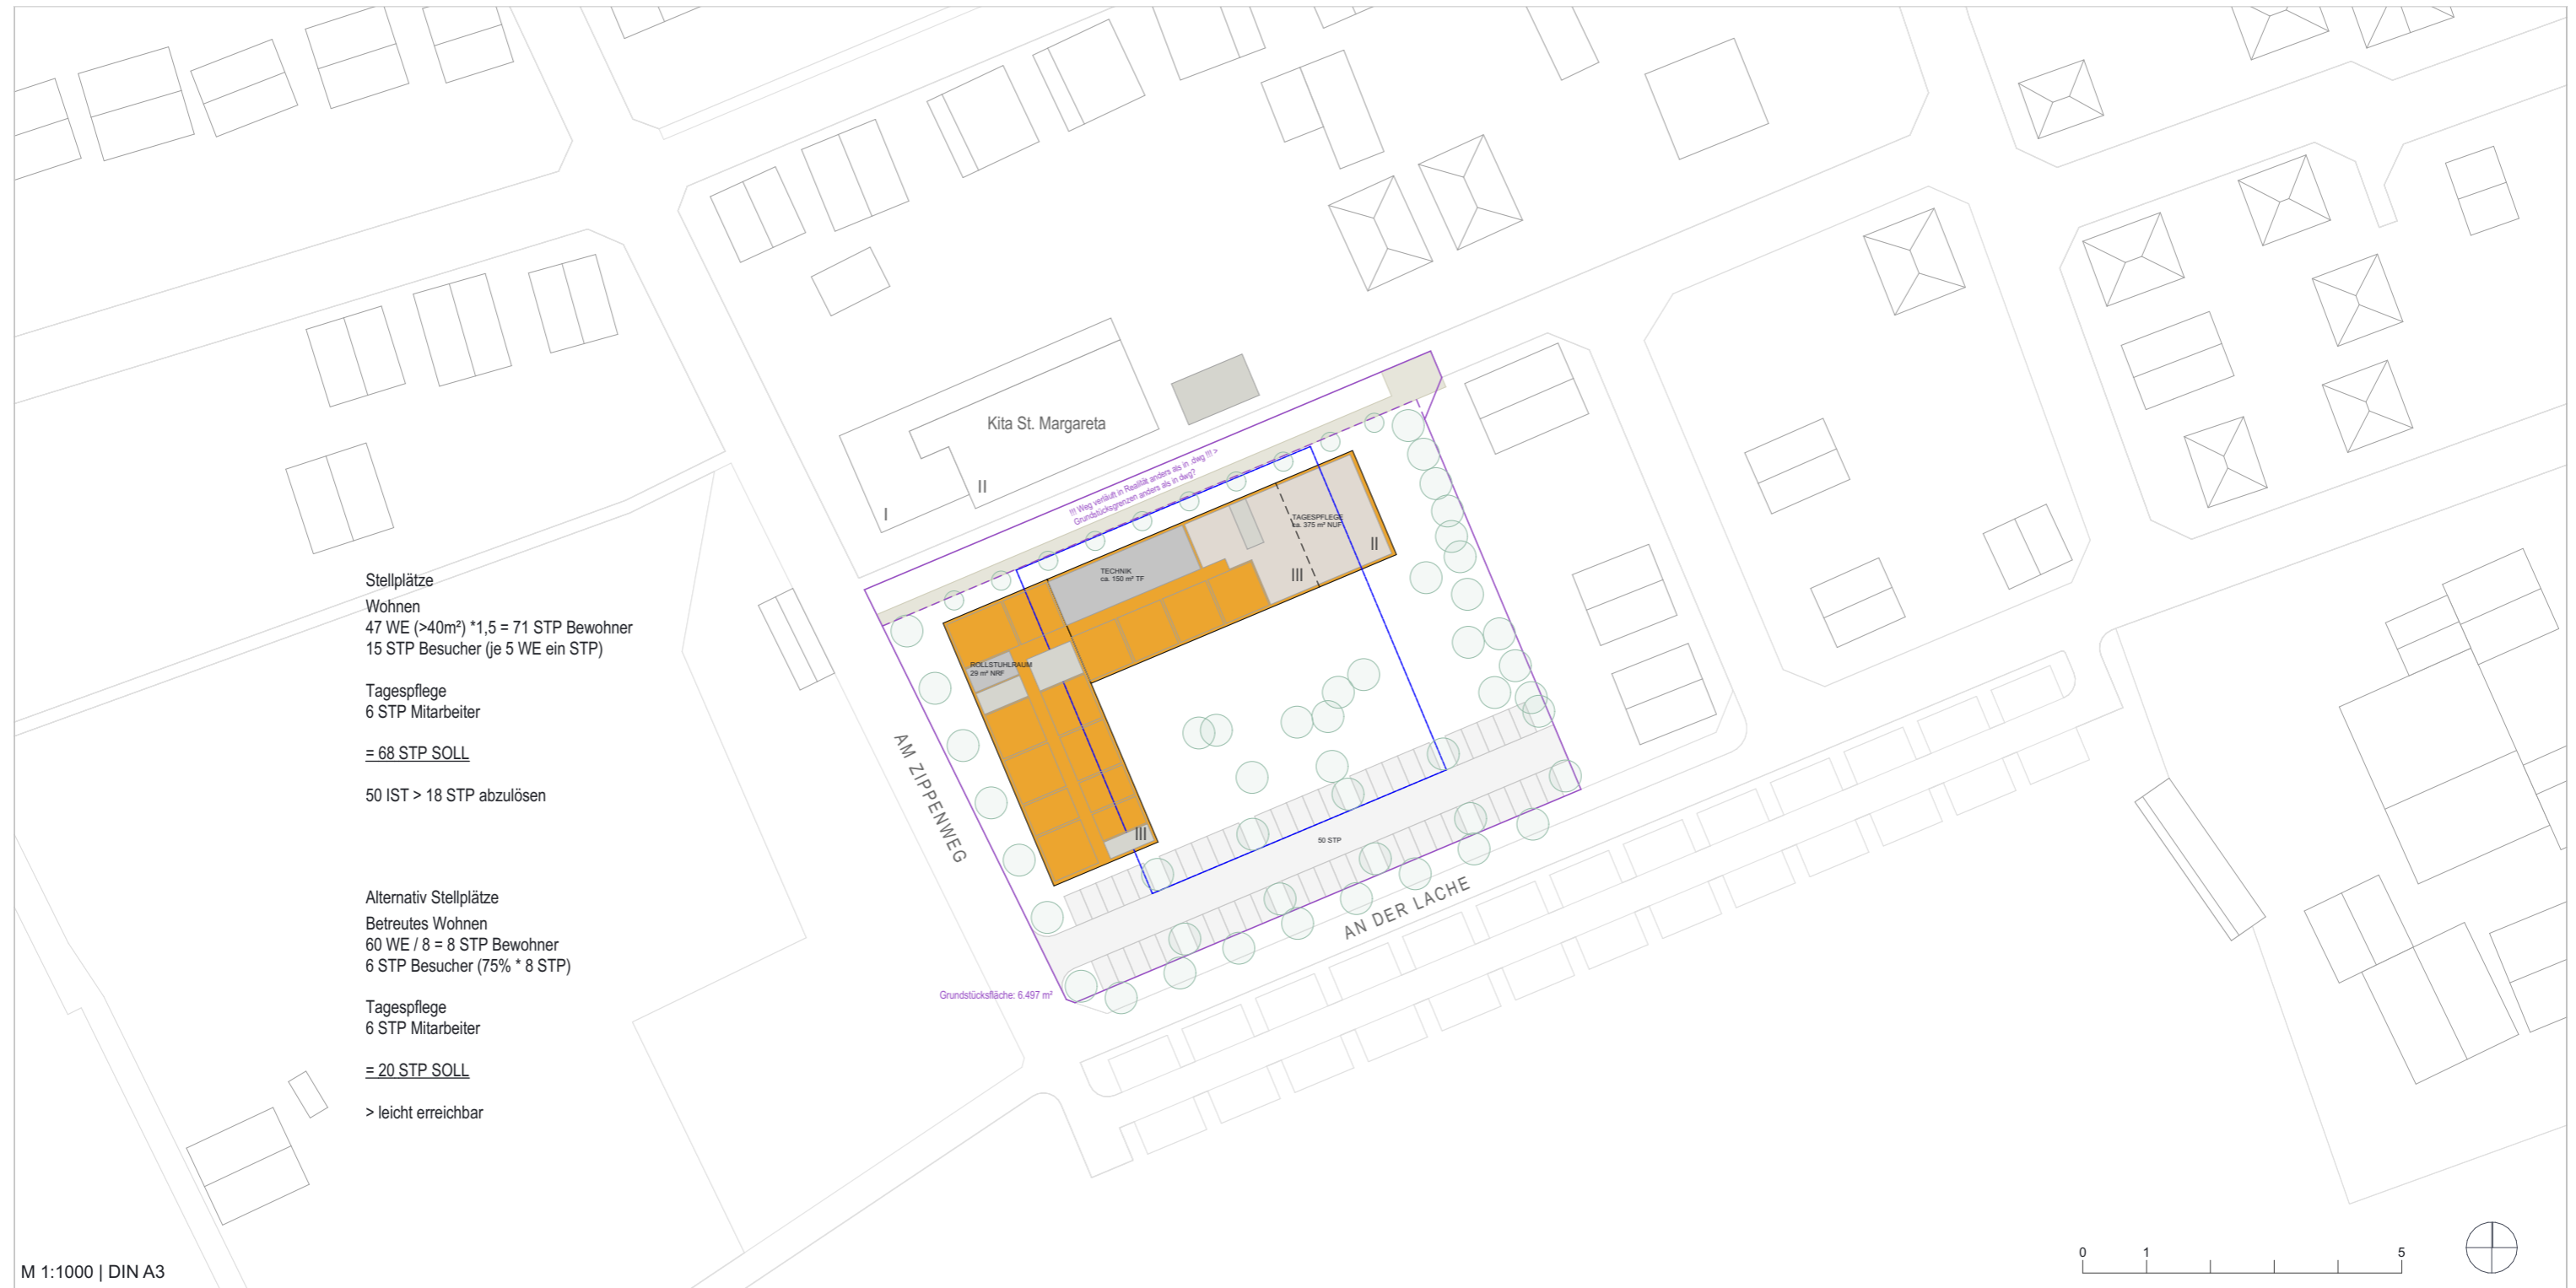 Kita St. Margareta
II
I
!!! Weg verläuft in Realität anders als in .dwg !!! >
Grundstücksgrenzen anders als in dwg?
TAGESPFLEGE
ca. 375 m² NUF
II
III
TECHNIK
ca. 150 m² TF
ROLLSTUHLRAUM
29 m² NRF
III
AM ZIPPENWEG
50 STP
AN DER LACHE
Grundstücksfläche: 6.497 m²
Stellplätze
Wohnen
47 WE (>40m²) *1,5 = 71 STP Bewohner
15 STP Besucher (je 5 WE ein STP)
Tagespflege
6 STP Mitarbeiter
= 68 STP SOLL
50 IST > 18 STP abzulösen
Alternativ Stellplätze
Betreutes Wohnen
60 WE / 8 = 8 STP Bewohner
6 STP Besucher (75% * 8 STP)
Tagespflege
6 STP Mitarbeiter
= 20 STP SOLL
> leicht erreichbar
M 1:1000 | DIN A3
0 1 5